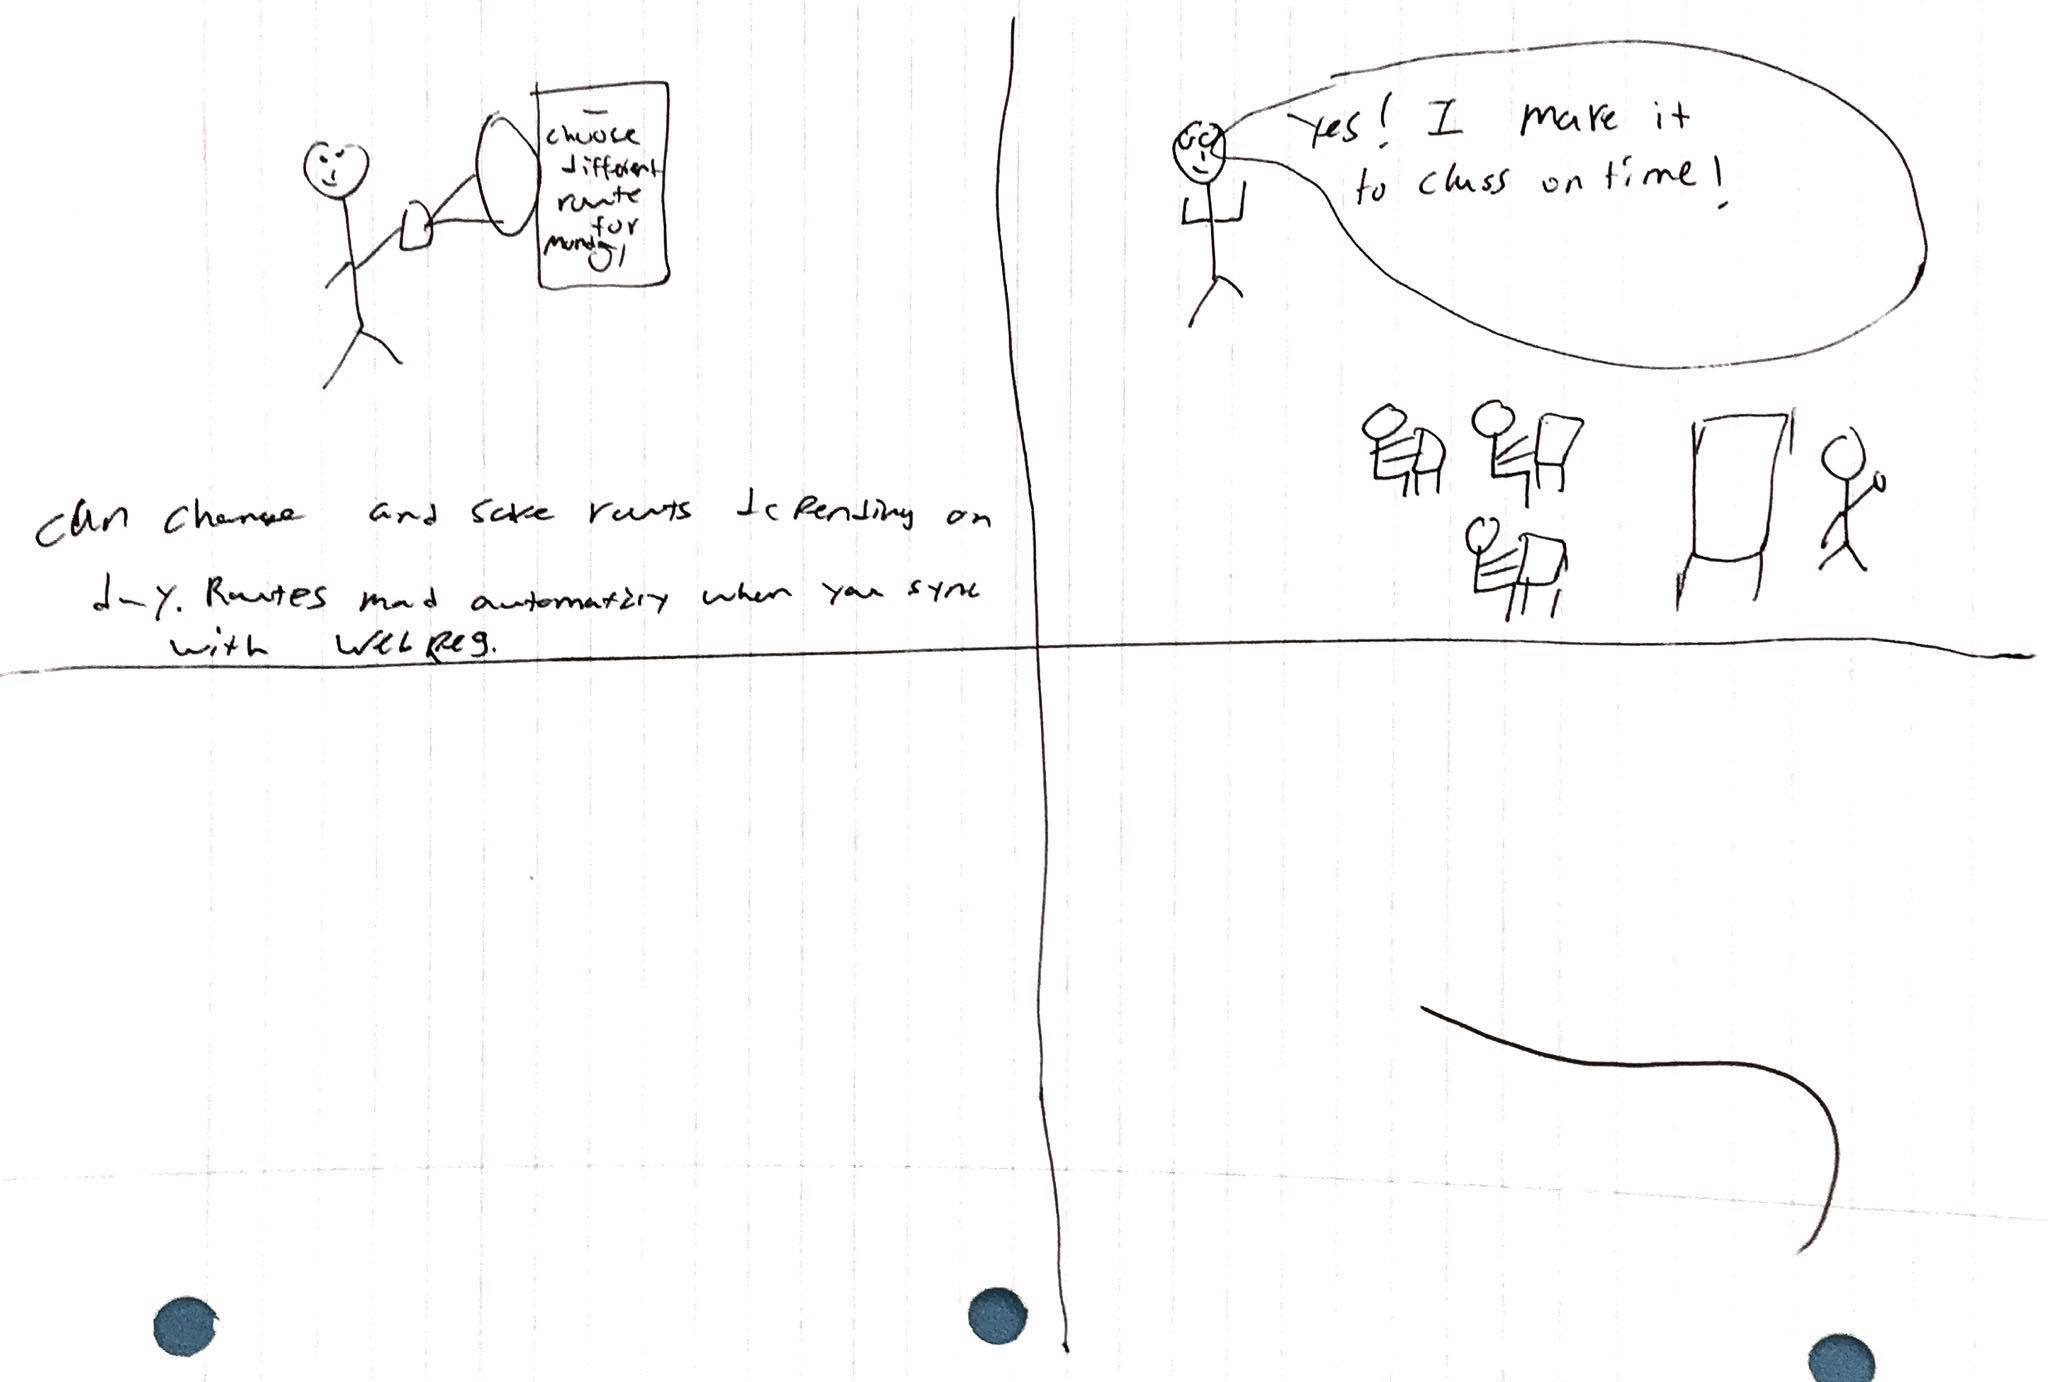 choose
different
route
for
Monday
can change and save routs depending on
day. Routes mad automaticly when you sync
with WebReg.
Yes! I make it
to class on time!